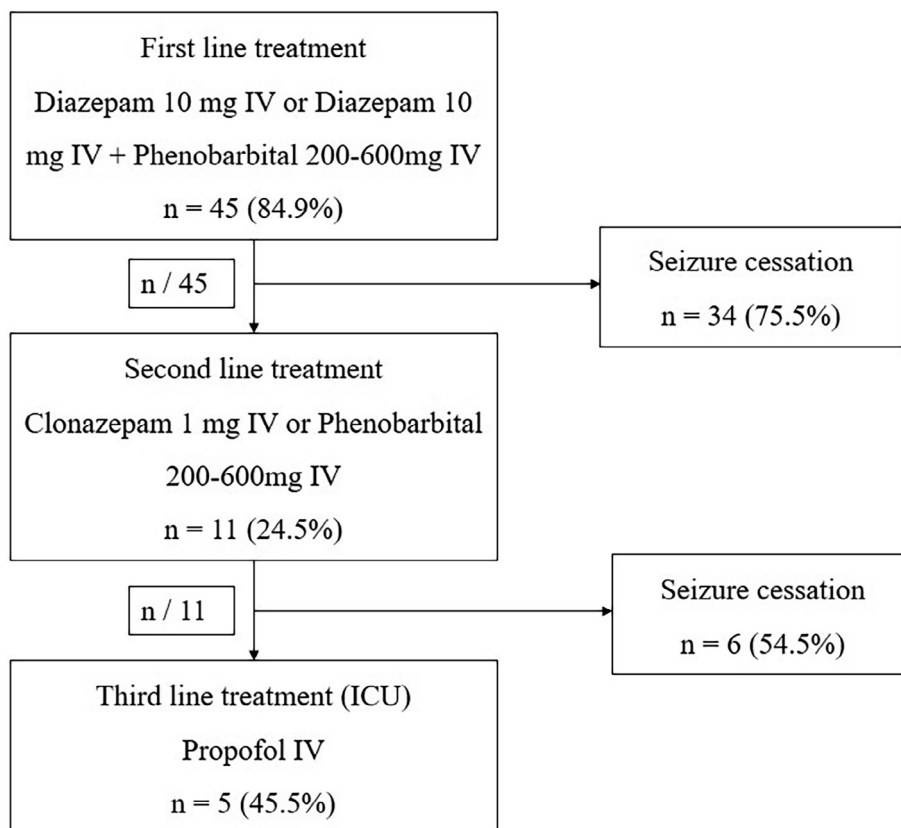 First line treatment
Diazepam 10 mg IV or Diazepam 10
mg IV + Phenobarbital 200-600mg IV
n = 45 (84.9%)
n / 45
Seizure cessation
n = 34 (75.5%)
Second line treatment
Clonazepam 1 mg IV or Phenobarbital
200-600mg IV
n = 11 (24.5%)
n / 11
Seizure cessation
n = 6 (54.5%)
Third line treatment (ICU)
Propofol IV
n = 5 (45.5%)